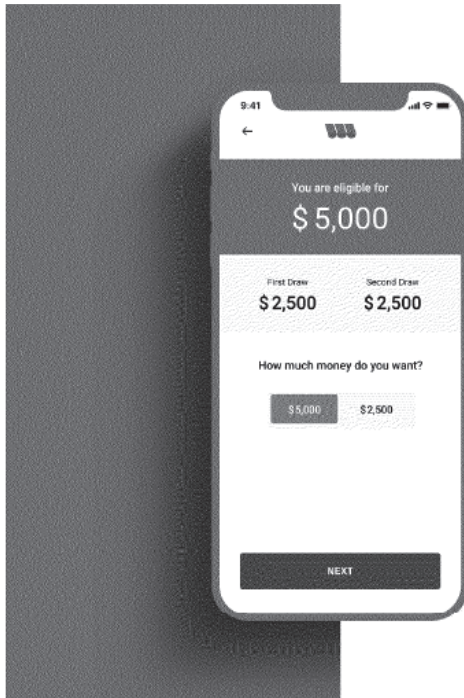 9:41
You are eligible for
$ 5,000
First Draw Second Draw
$ 2,500 $ 2,500
How much money do you want?
$5,000 $2,500
NEXT